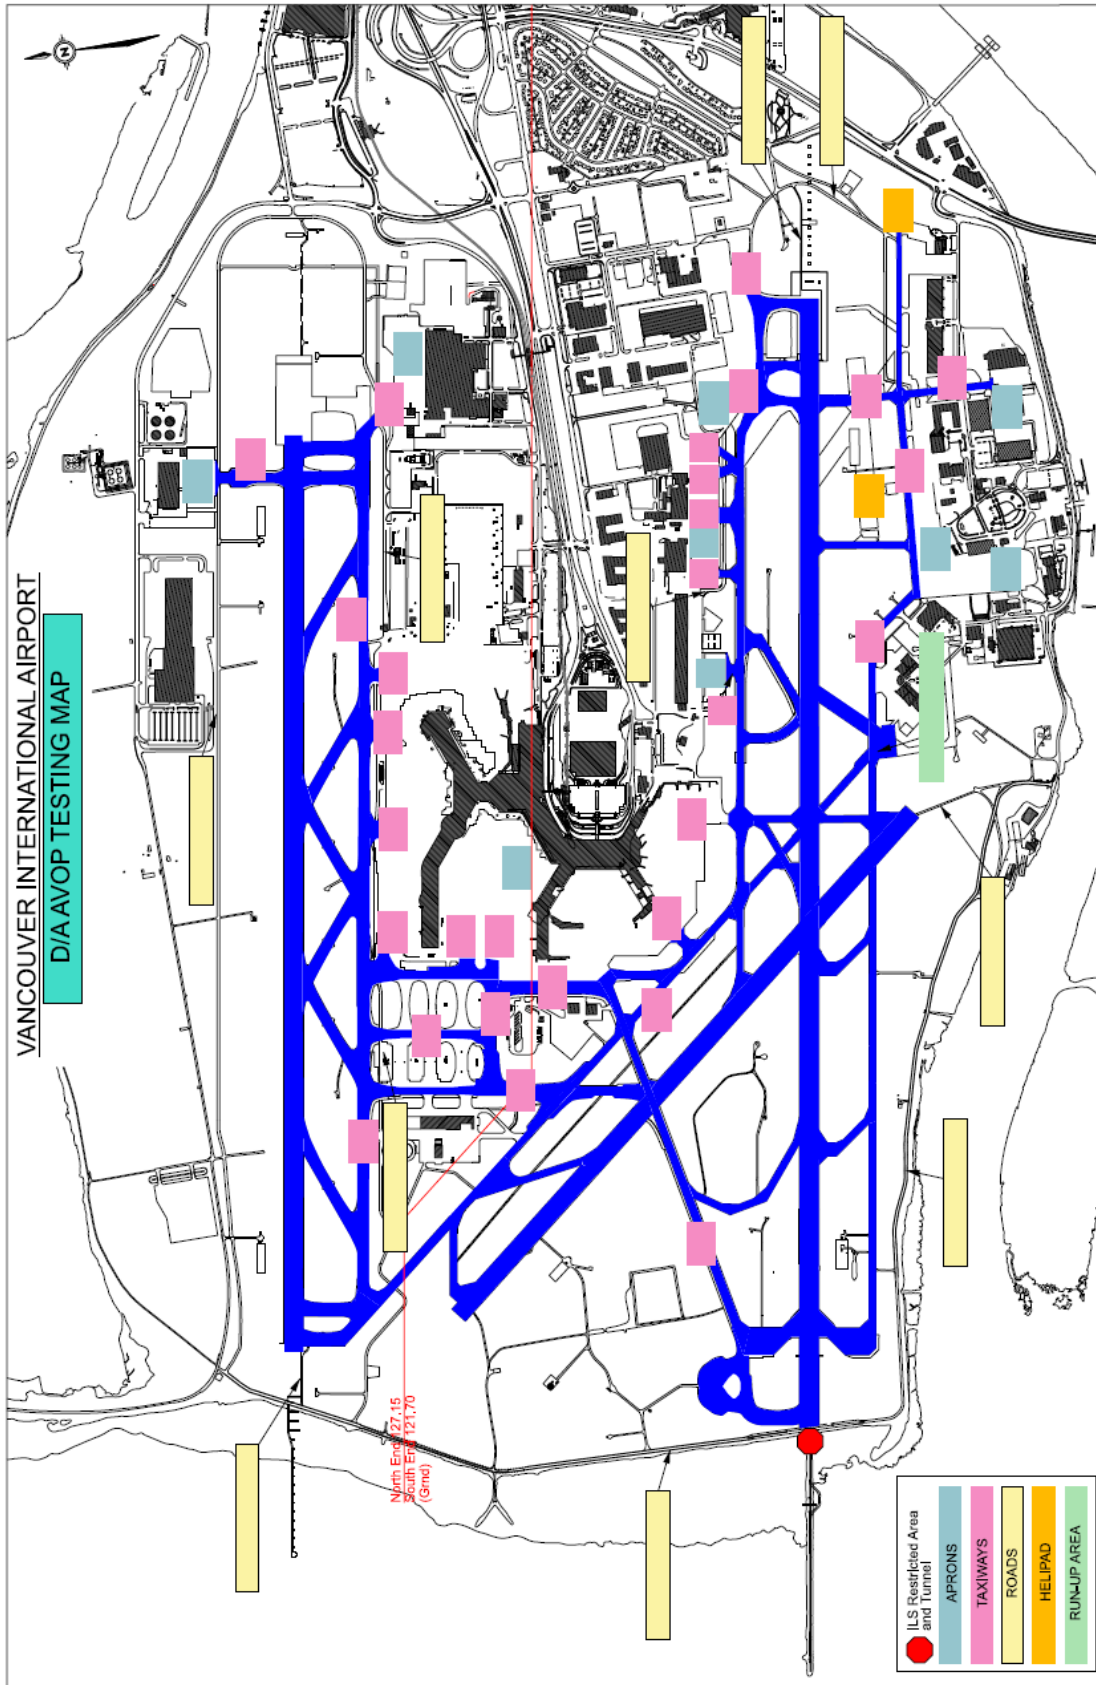 VANCOUVER INTERNATIONAL AIRPORT
D/A AVOP TESTING MAP
N
North End 127.15
South End 121.70
(Grnd)
ILS Restricted Area
and Tunnel
APRONS
TAXIWAYS
ROADS
HELIPAD
RUN-UP AREA